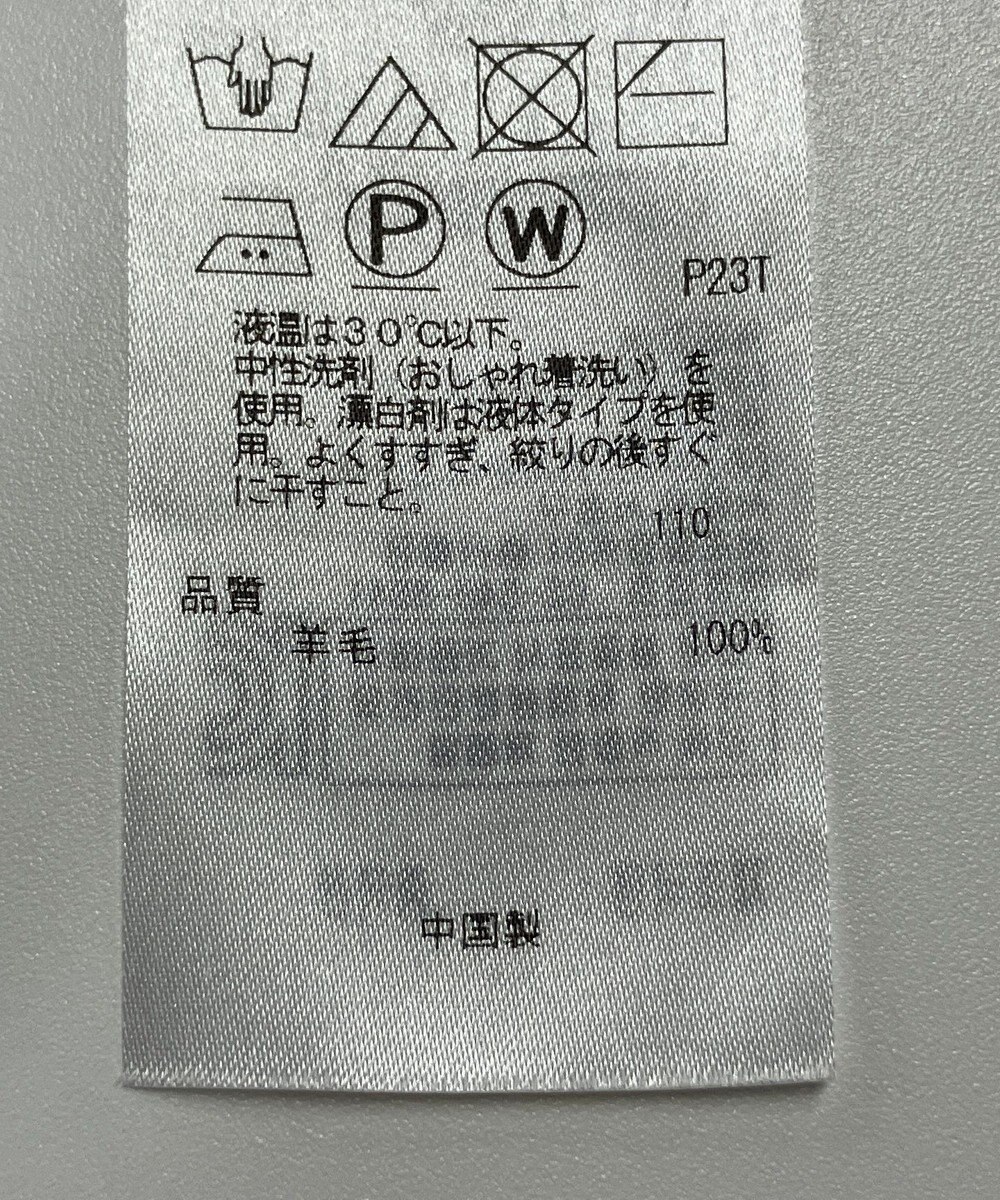 P
W
P23T
液温は30℃以下。
中性洗剤（おしゃれ着洗い）を
使用。漂白剤は液体タイプを使
用。よくすすぎ、絞りの後すぐ
に干すこと。
110
品質
羊毛 100%
中国製